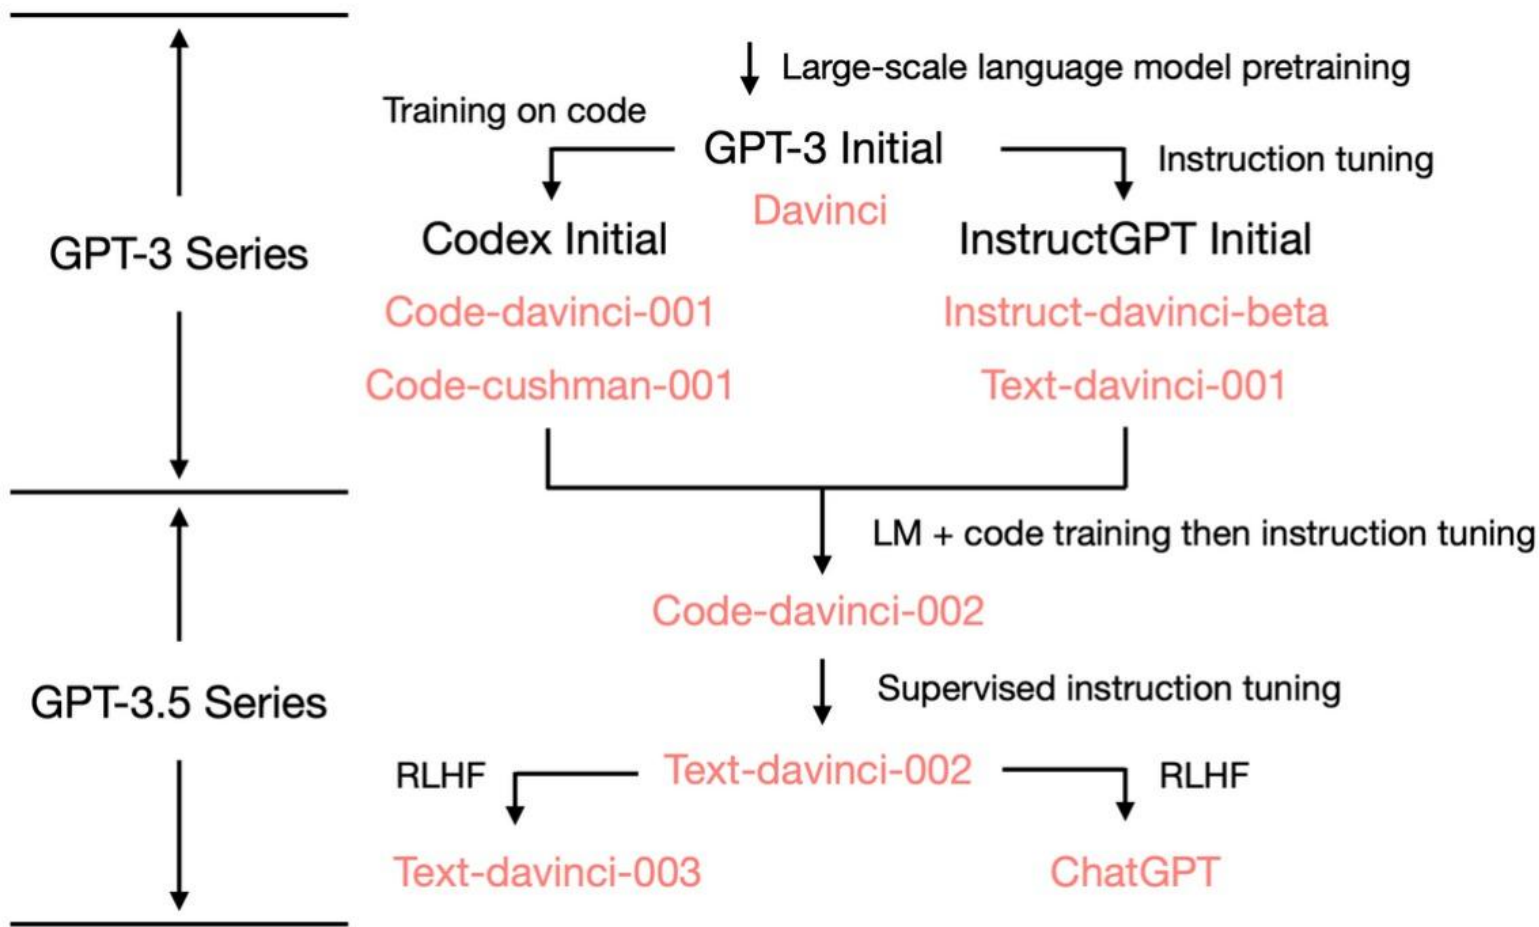 Large-scale language model pretraining
Training on code
GPT-3 Initial
Instruction tuning
Davinci
Codex Initial
InstructGPT Initial
GPT-3 Series
Code-davinci-001
Instruct-davinci-beta
Code-cushman-001
Text-davinci-001
LM + code training then instruction tuning
Code-davinci-002
Supervised instruction tuning
GPT-3.5 Series
RLHF
Text-davinci-002
RLHF
Text-davinci-003
ChatGPT